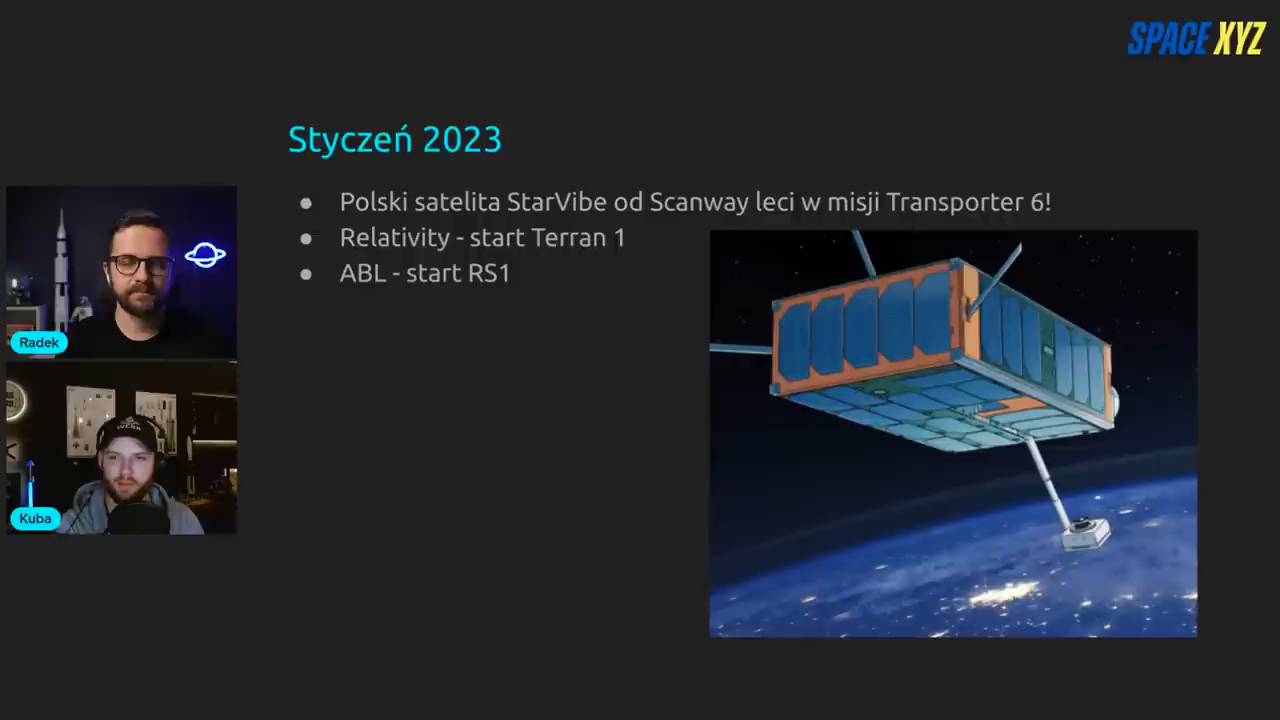 SPACE XYZ
Styczeń 2023
Polski satelita StarVibe od Scanway leci w misji Transporter 6!
Relativity - start Terran 1
ABL - start RS1
Radek
Kuba